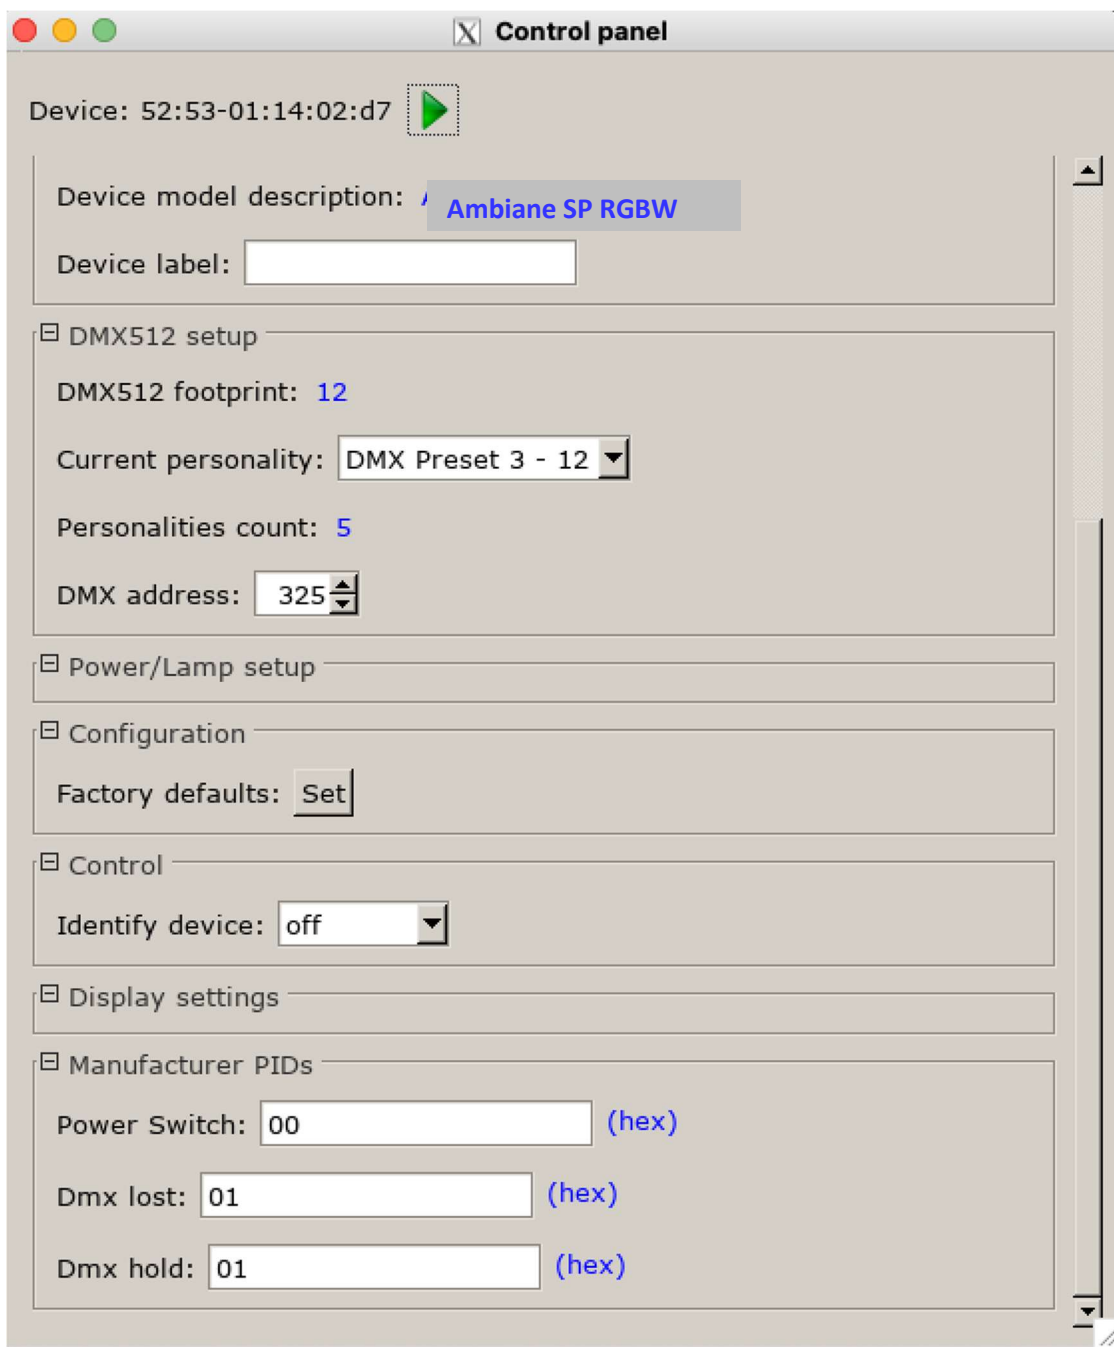 Control panel
Device: 52:53-01:14:02:d7
Device model description: Ambiane SP RGBW
Device label:
DMX512 setup
DMX512 footprint: 12
Current personality: DMX Preset 3 - 12
Personalities count: 5
DMX address: 325
Power/Lamp setup
Configuration
Factory defaults: Set
Control
Identify device: off
Display settings
Manufacturer PIDs
Power Switch: 00 (hex)
Dmx lost: 01 (hex)
Dmx hold: 01 (hex)